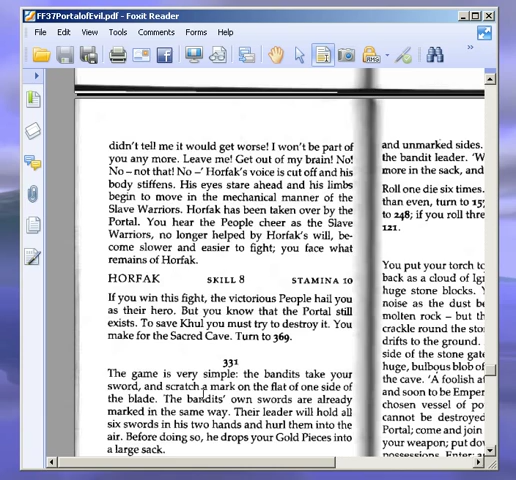 FF37PortalofEvil.pdf - Foxit Reader
File Edit View Tools Comments Forms Help
didn't tell me it would get worse! I won't be part of
you any more. Leave me! Get out of my brain! No!
No – not that! No –' Horfak's voice is cut off and his
body stiffens. His eyes stare ahead and his limbs
begin to move in the mechanical manner of the
Slave Warriors. Horfak has been taken over by the
Portal. You hear the People cheer as the Slave
Warriors, no longer helped by Horfak's will, be-
come slower and easier to fight; you face what
remains of Horfak.
HORFAK SKILL 8 STAMINA 10
If you win this fight, the victorious People hail you
as their hero. But you know that the Portal still
exists. To save Khul you must try to destroy it. You
make for the Sacred Cave. Turn to 369.
331
The game is very simple: the bandits take your
sword, and scratch a mark on the flat of one side of
the blade. The bandits' own swords are already
marked in the same way. Their leader will hold all
six swords in his two hands and hurl them into the
air. Before doing so, he drops your Gold Pieces into
a large sack.
and unmarked sides.
the bandit leader. 'W
more in the sack, and
Roll one die six times.
than even, turn to 157
to 248; if you roll thre
121.
You put your torch to
back as a cloud of
huge stone blocks.
noise as the dust be
molten rock – but th
crackle round the sto
drifts to the ground.
side of the stone gate
huge, bulbous blob of
the cave. 'A foolish a
and soon to be Emper
chosen vessel of po
cannot be destroyed
Portal; come and join
your weapon; put do
possessions. Enter: